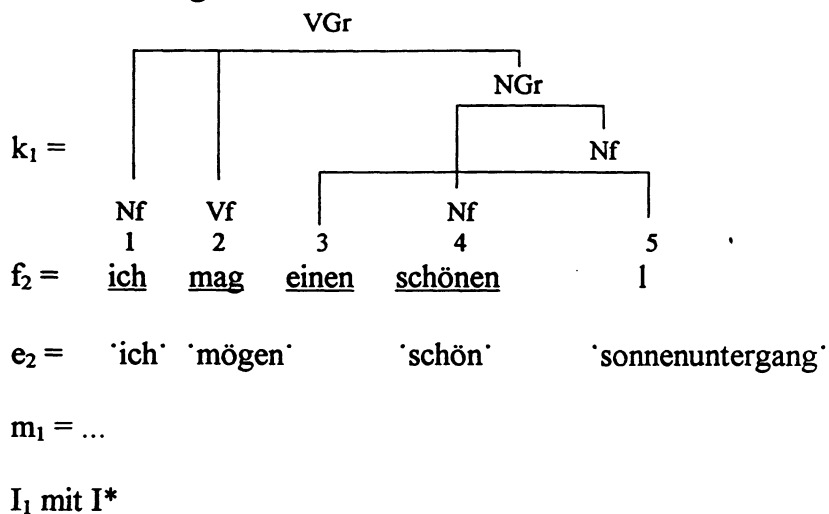 VGr
NGr
k₁ =
Nf
Nf Vf Nf
1 2 3 4 5
f₂ = ich mag einen schönen l
e₂ = ˙ich˙ ˙mögen˙ ˙schön˙ ˙sonnenuntergang˙
m₁ = ...
I₁ mit I*